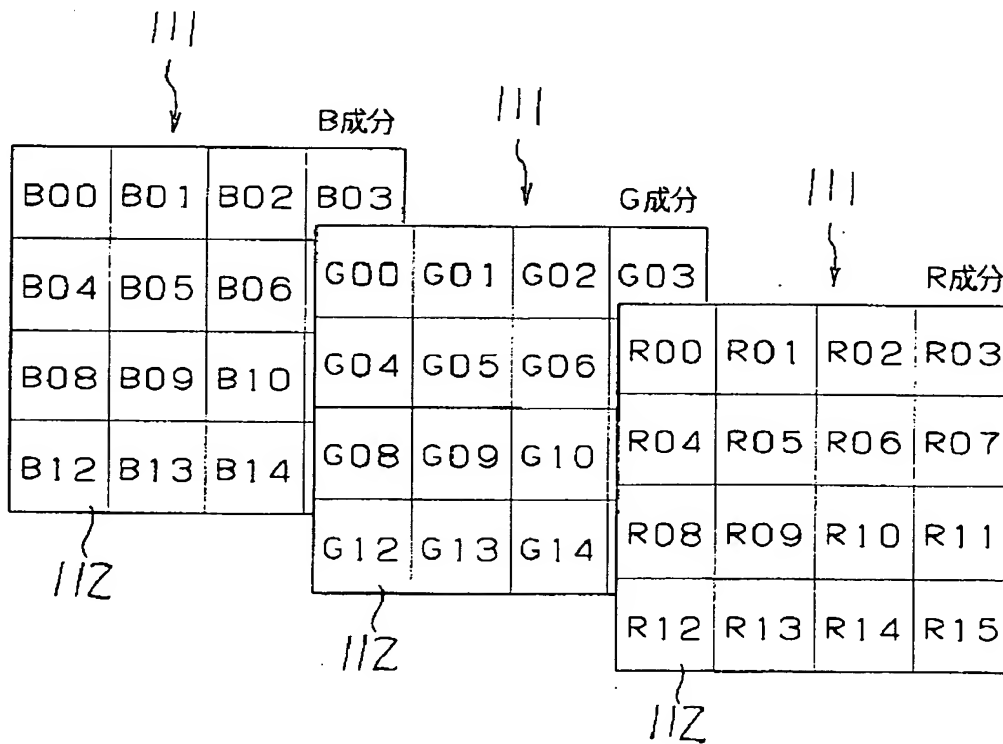 111
B成分
B00 B01 B02 B03
B04 B05 B06
B08 B09 B10
B12 B13 B14
112
111
G成分
G00 G01 G02 G03
G04 G05 G06
G08 G09 G10
G12 G13 G14
112
111
R成分
R00 R01 R02 R03
R04 R05 R06 R07
R08 R09 R10 R11
R12 R13 R14 R15
112